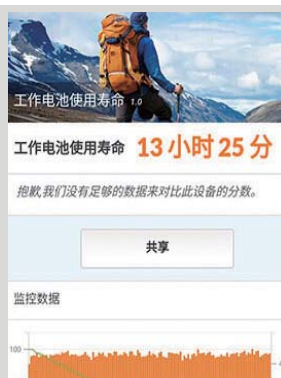 工作电池使用寿命 1.0
工作电池使用寿命 13 小时 25 分
抱歉,我们没有足够的数据来对比此设备的分数。
共享
监控数据
100